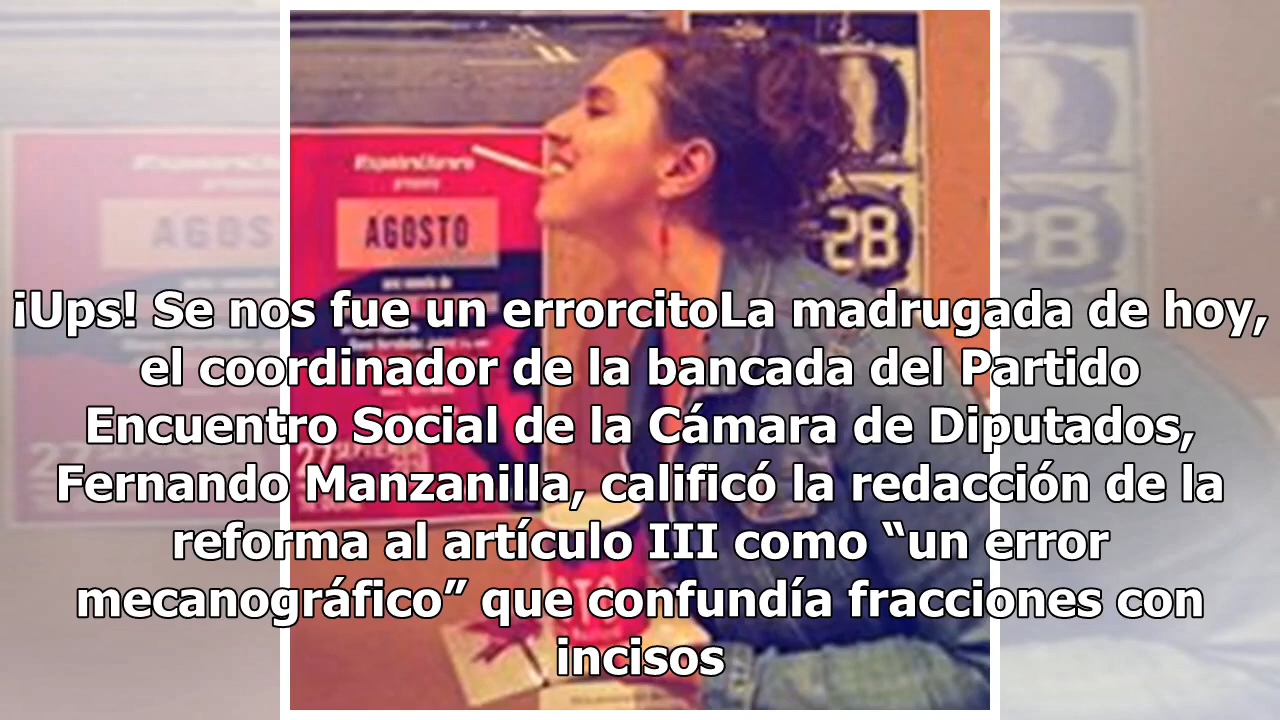 AGOSTO
28
28
¡Ups! Se nos fue un errorcitoLa madrugada de hoy,
el coordinador de la bancada del Partido
Encuentro Social de la Cámara de Diputados,
Fernando Manzanilla, calificó la redacción de la
reforma al artículo III como “un error
mecanográfico” que confundía fracciones con
incisos
27